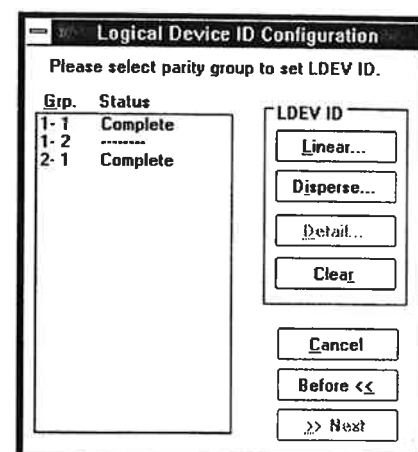 Logical Device ID Configuration
Please select parity group to set LDEV ID.
Grp. Status
1- 1 Complete
1- 2 --------
2- 1 Complete
LDEV ID
Linear...
Disperse...
Detail...
Clear
Cancel
Before <<
>> Next